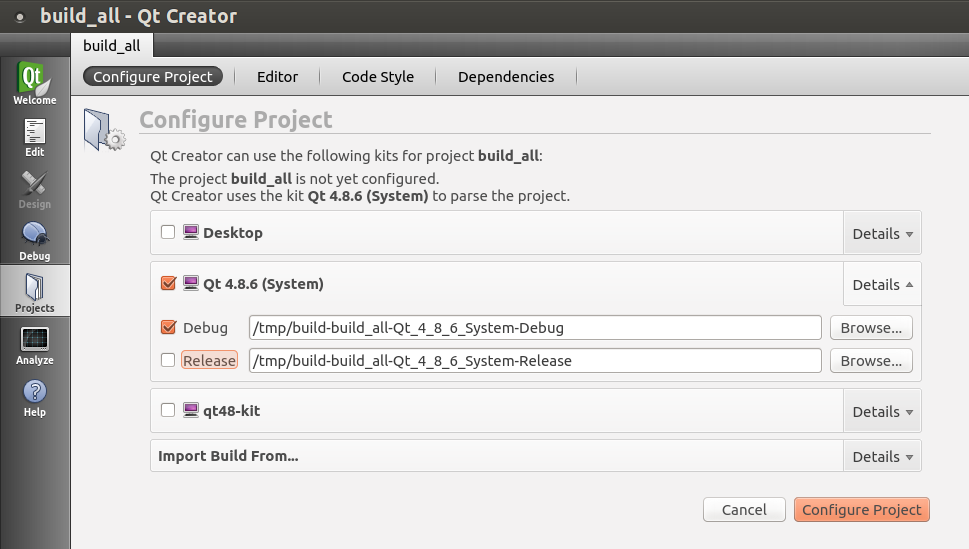 build_all - Qt Creator
build_all
Configure Project
Editor
Code Style
Dependencies
Qt
Welcome
Edit
Design
Debug
Projects
Analyze
?
Help
Configure Project
Qt Creator can use the following kits for project build_all:
The project build_all is not yet configured.
Qt Creator uses the kit Qt 4.8.6 (System) to parse the project.
Desktop
Details
Qt 4.8.6 (System)
Details
Debug
/tmp/build-build_all-Qt_4_8_6_System-Debug
Browse...
Release
/tmp/build-build_all-Qt_4_8_6_System-Release
Browse...
qt48-kit
Details
Import Build From...
Details
Cancel
Configure Project